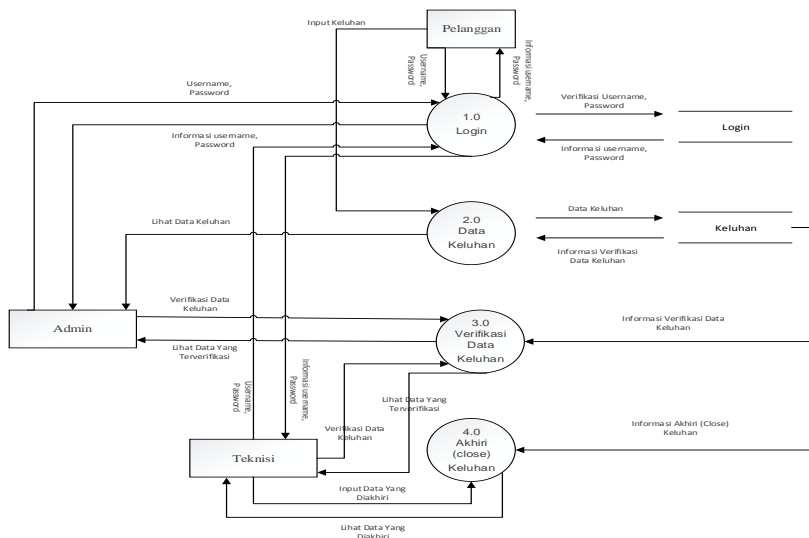 Input Keluhan
Pelanggan
Username,
Password
Informasi username,
Password
Username,
Password
Verifikasi Username,
Password
1.0
Login
Login
Informasi username,
Password
Informasi username,
Password
Data Keluhan
Lihat Data Keluhan
2.0
Data
Keluhan
Keluhan
Informasi Verifikasi
Data Keluhan
Verifikasi Data
Keluhan
Admin
3.0
Verifikasi
Data
Keluhan
Informasi Verifikasi Data
Keluhan
Lihat Data Yang
Terverifikasi
Username,
Password
Informasi username,
Password
Lihat Data Yang
Terverifikasi
Verifikasi Data
Keluhan
4.0
Akhiri
(close)
Keluhan
Informasi Akhiri (Close)
Keluhan
Teknisi
Input Data Yang
Diakhiri
Lihat Data Yang
Diakhiri